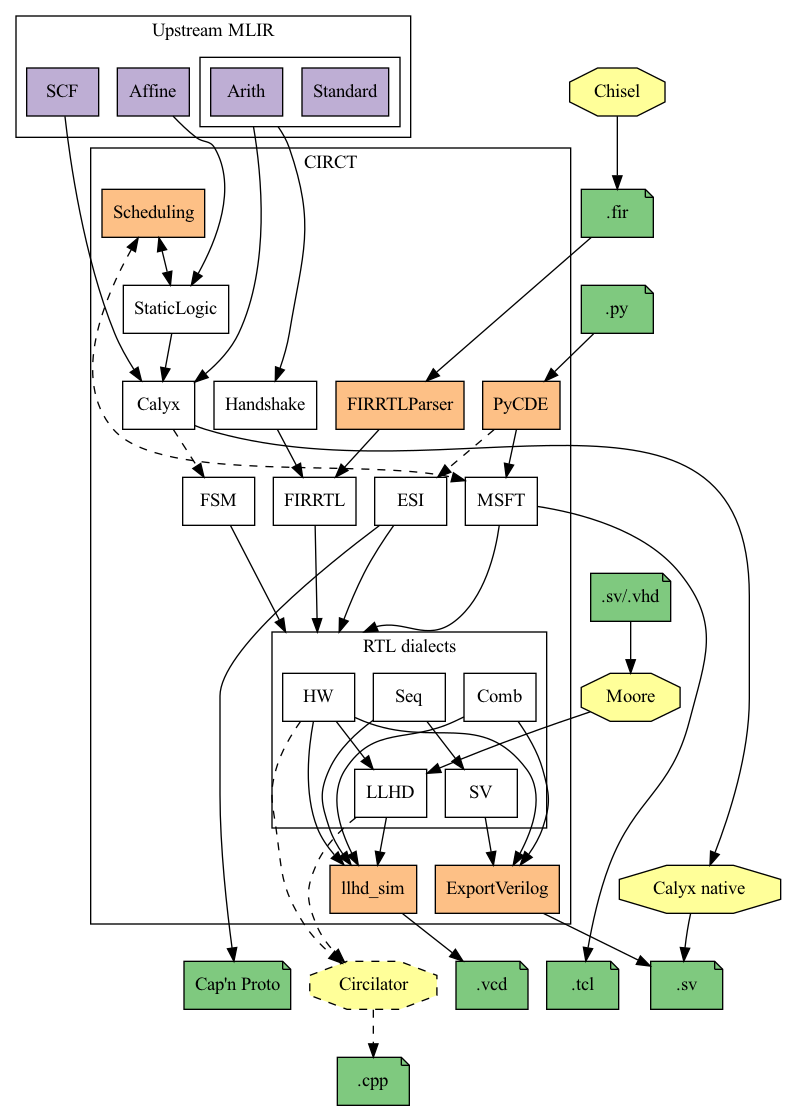 Upstream MLIR
SCF
Affine
Arith
Standard
Chisel
CIRCT
Scheduling
.fir
StaticLogic
.py
Calyx
Handshake
FIRRTLParser
PyCDE
FSM
FIRRTL
ESI
MSFT
.sv/.vhd
RTL dialects
HW
Seq
Comb
Moore
LLHD
SV
llhd_sim
ExportVerilog
Calyx native
Cap'n Proto
Circilator
.vcd
.tcl
.sv
.cpp